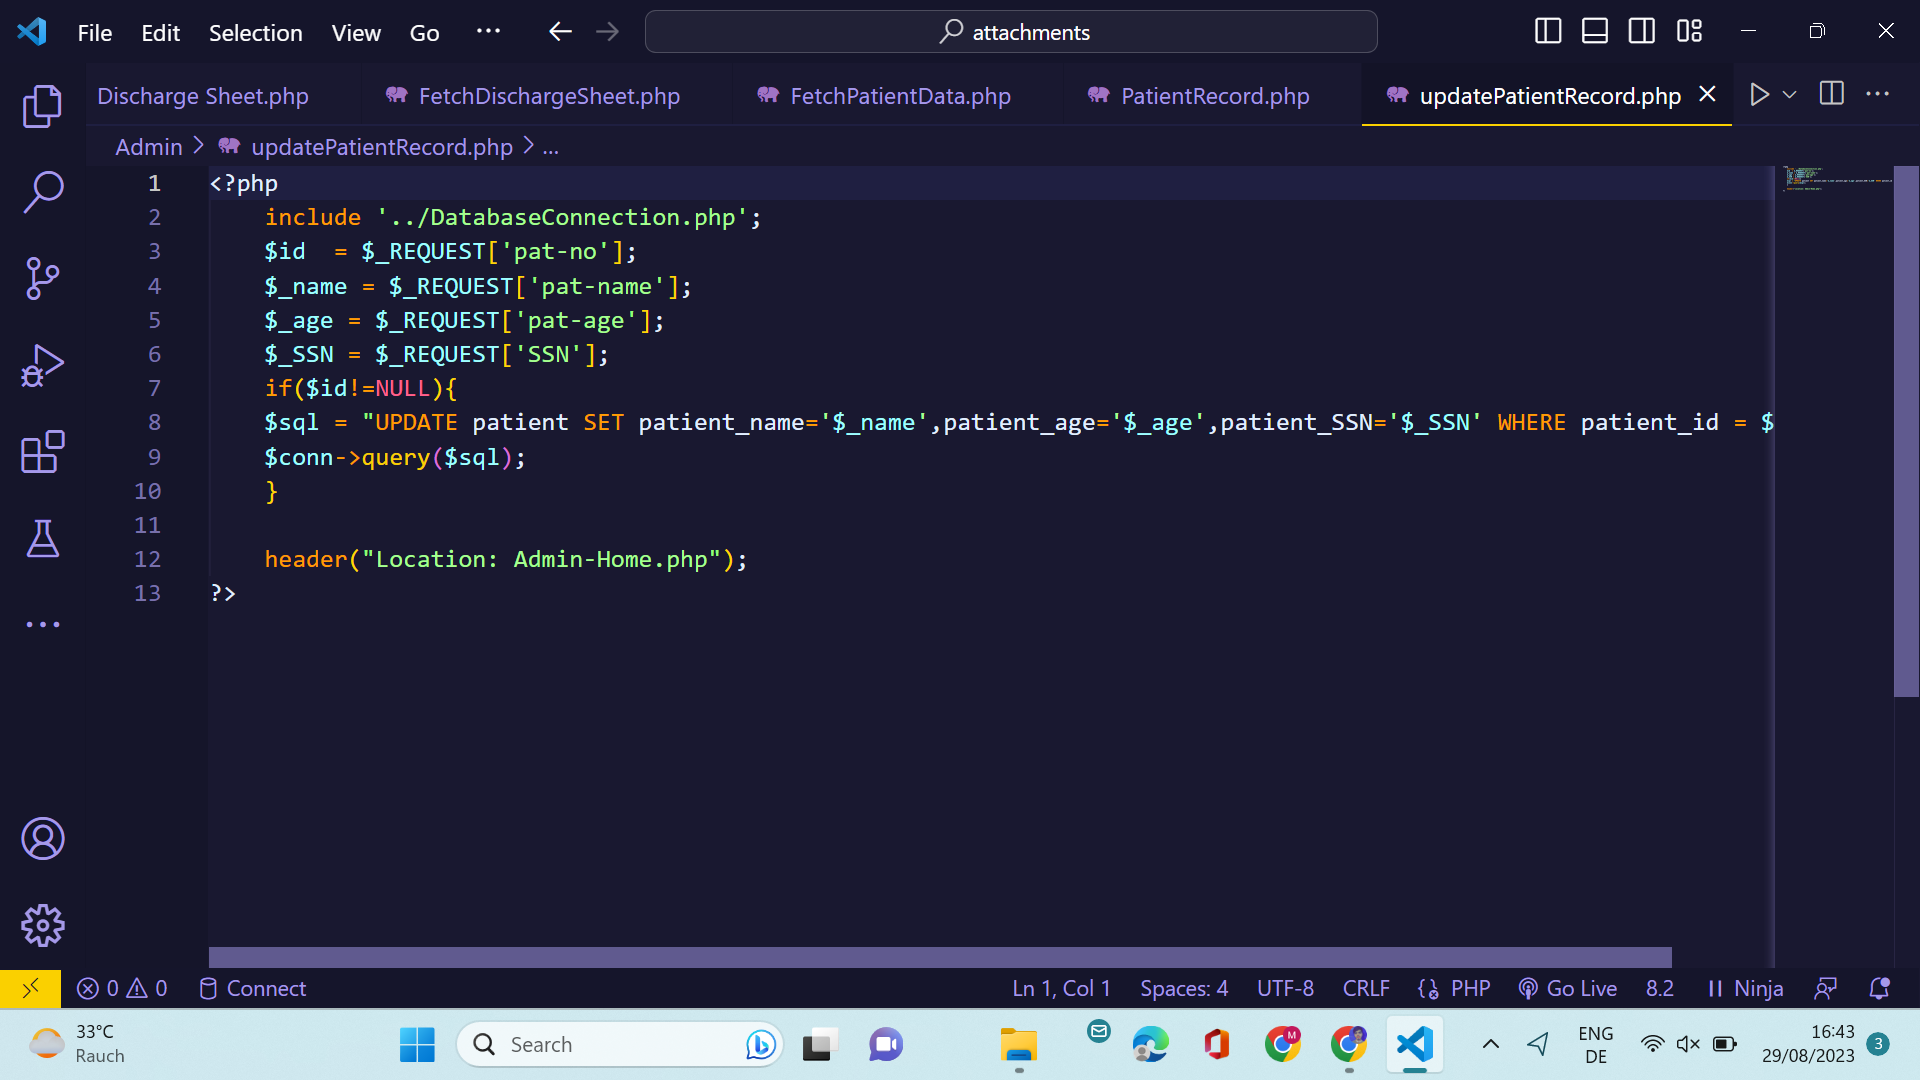 File Edit Selection View Go ... attachments
Discharge Sheet.php FetchDischargeSheet.php FetchPatientData.php PatientRecord.php updatePatientRecord.php
Admin > updatePatientRecord.php > ...
1 <?php
2 include '../DatabaseConnection.php';
3 $id  = $_REQUEST['pat-no'];
4 $_name = $_REQUEST['pat-name'];
5 $_age = $_REQUEST['pat-age'];
6 $_SSN = $_REQUEST['SSN'];
7 if($id!=NULL){
8 $sql = "UPDATE patient SET patient_name='$_name',patient_age='$_age',patient_SSN='$_SSN' WHERE patient_id = $
9 $conn->query($sql);
10 }
11
12 header("Location: Admin-Home.php");
13 ?>
0 0 Connect Ln 1, Col 1 Spaces: 4 UTF-8 CRLF PHP Go Live 8.2 Ninja
33°C
Rauch
Search
M
ENG
DE
16:43
29/08/2023
3